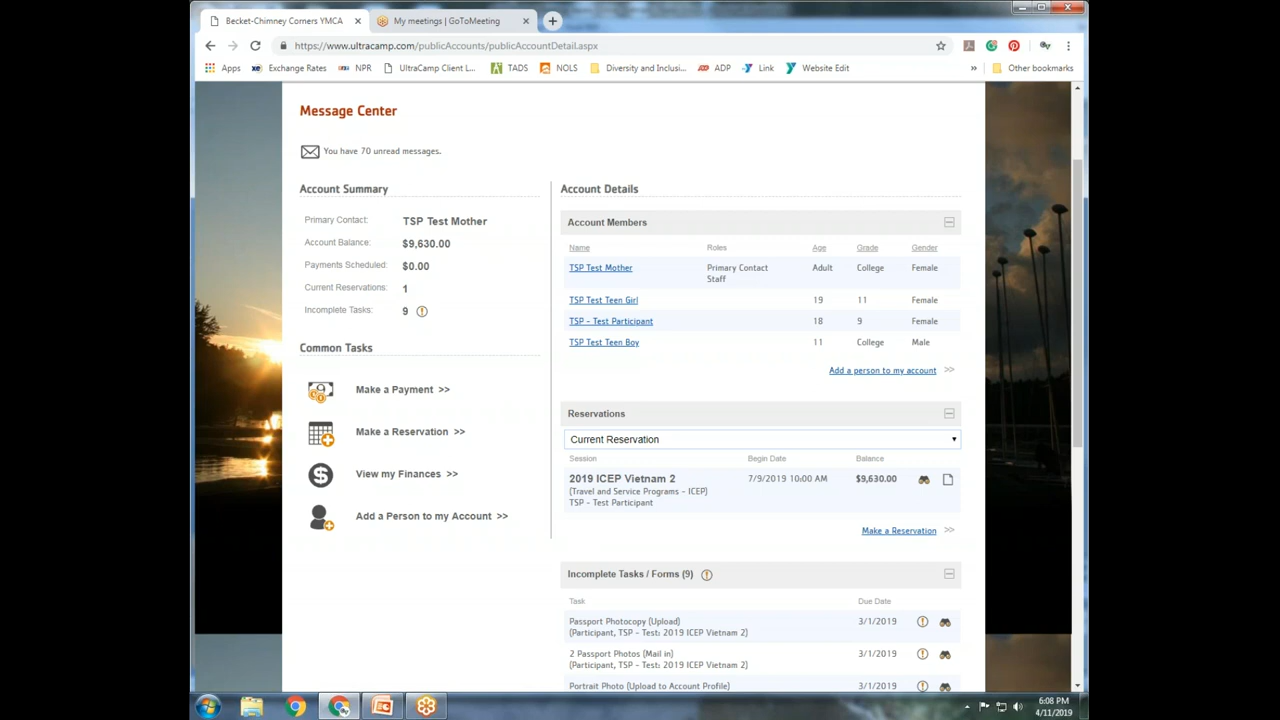 Becket-Chimney Corners YMCA
My meetings | GoToMeeting
https://www.ultracamp.com/publicAccounts/publicAccountDetail.aspx
Apps
Exchange Rates
NPR
UltraCamp Client L...
TADS
NOLS
Diversity and Inclusi...
ADP
Link
Website Edit
»
Other bookmarks
Message Center
You have 70 unread messages.
Account Summary
Primary Contact: TSP Test Mother
Account Balance: $9,630.00
Payments Scheduled: $0.00
Current Reservations: 1
Incomplete Tasks: 9
Common Tasks
Make a Payment >>
Make a Reservation >>
View my Finances >>
Add a Person to my Account >>
Account Details
Account Members
Name Roles Age Grade Gender
TSP Test Mother Primary Contact Adult College Female
Staff
TSP Test Teen Girl 19 11 Female
TSP - Test Participant 18 9 Female
TSP Test Teen Boy 11 College Male
Add a person to my account >>
Reservations
Current Reservation
Session Begin Date Balance
2019 ICEP Vietnam 2 7/9/2019 10:00 AM $9,630.00
(Travel and Service Programs - ICEP)
TSP - Test Participant
Make a Reservation >>
Incomplete Tasks / Forms (9)
Task Due Date
Passport Photocopy (Upload) 3/1/2019
(Participant, TSP - Test: 2019 ICEP Vietnam 2)
2 Passport Photos (Mail in) 3/1/2019
(Participant, TSP - Test: 2019 ICEP Vietnam 2)
Portrait Photo (Upload to Account Profile) 3/1/2019
6:08 PM
4/11/2019